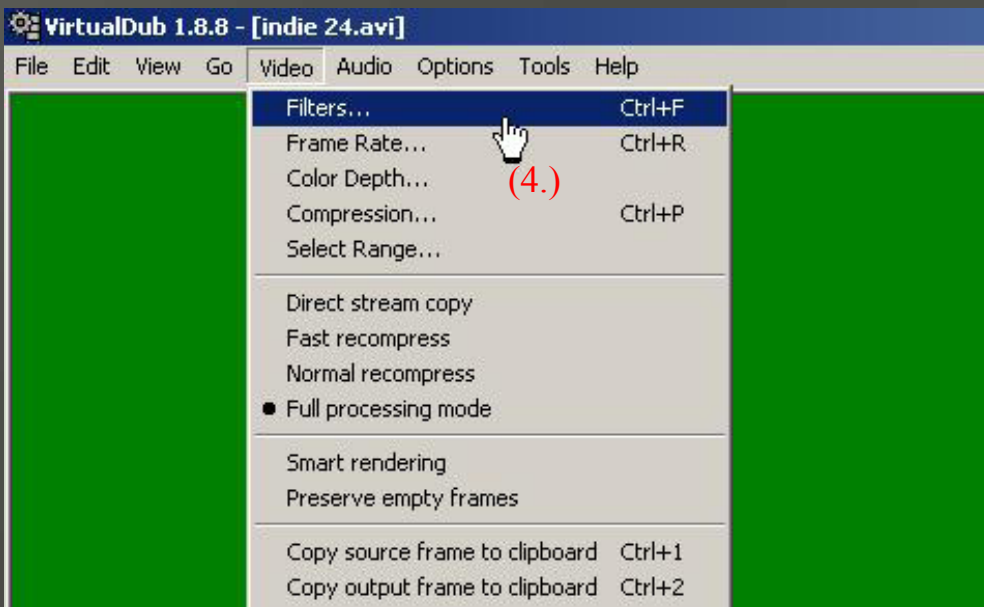 VirtualDub 1.8.8 - [indie 24.avi]
File Edit View Go Video Audio Options Tools Help
Filters... Ctrl+F
Frame Rate... Ctrl+R
(4.)
Color Depth...
Compression... Ctrl+P
Select Range...
Direct stream copy
Fast recompress
Normal recompress
Full processing mode
Smart rendering
Preserve empty frames
Copy source frame to clipboard Ctrl+1
Copy output frame to clipboard Ctrl+2